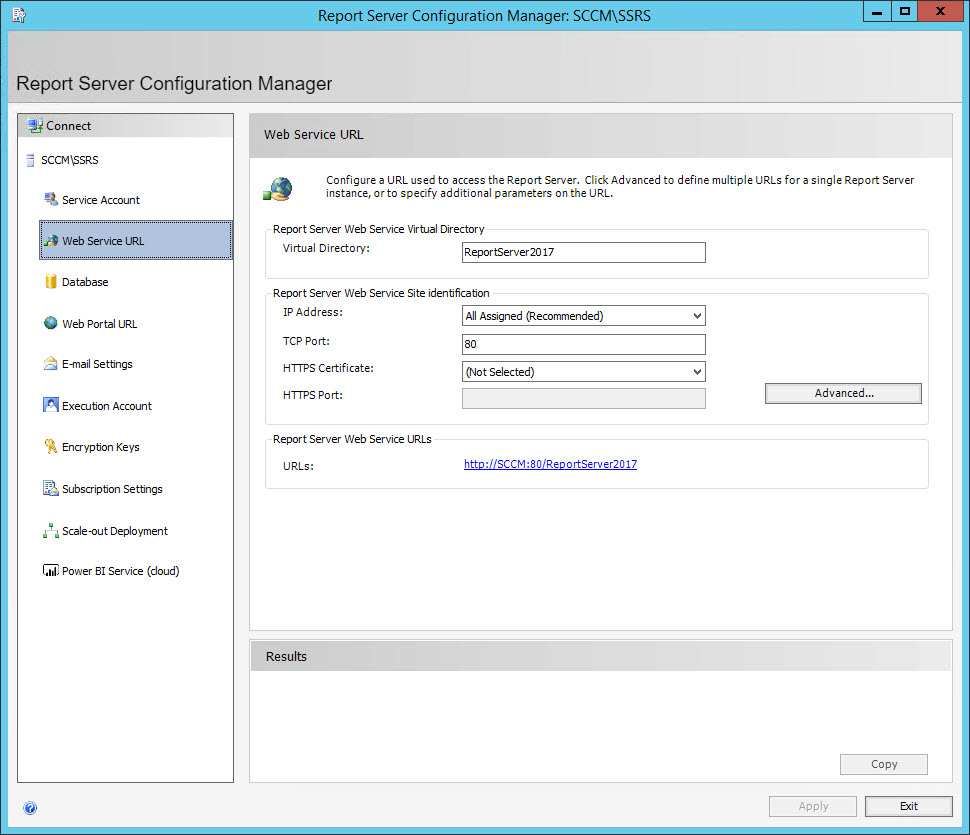 Report Server Configuration Manager: SCCM\SSRS
Report Server Configuration Manager
Connect
SCCM\SSRS
Service Account
Web Service URL
Database
Web Portal URL
E-mail Settings
Execution Account
Encryption Keys
Subscription Settings
Scale-out Deployment
Power BI Service (cloud)
Web Service URL
Configure a URL used to access the Report Server.  Click Advanced to define multiple URLs for a single Report Server
instance, or to specify additional parameters on the URL.
Report Server Web Service Virtual Directory
Virtual Directory: ReportServer2017
Report Server Web Service Site identification
IP Address: All Assigned (Recommended)
TCP Port: 80
HTTPS Certificate: (Not Selected)
HTTPS Port: Advanced...
Report Server Web Service URLs
URLs: http://SCCM:80/ReportServer2017
Results
Copy
Apply Exit